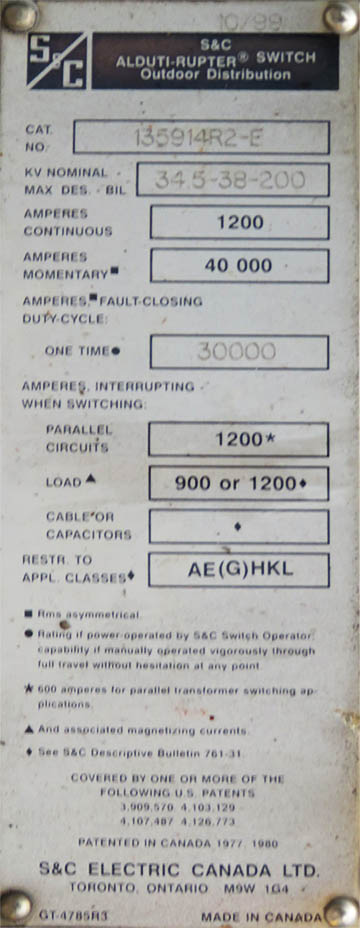 10/99
S&C
S&C
ALDUTI-RUPTER® SWITCH
Outdoor Distribution
CAT. NO. 135914R2-E
KV NOMINAL - MAX DES. - BIL 34.5-38-200
AMPERES CONTINUOUS 1200
AMPERES MOMENTARY■ 40 000
AMPERES,■ FAULT-CLOSING
DUTY-CYCLE:
ONE TIME● 30000
AMPERES, INTERRUPTING -
WHEN SWITCHING:
PARALLEL CIRCUITS 1200★
LOAD▲ 900 or 1200♦
CABLE OR CAPACITORS ♦
RESTR. TO APPL. CLASSES♦ AE(G)HKL
■ Rms asymmetrical.
● Rating if power-operated by S&C Switch Operator:
capability if manually operated vigorously through
full travel without hesitation at any point.
★ 600 amperes for parallel transformer switching ap-
plications.
▲ And associated magnetizing currents.
♦ See S&C Descriptive Bulletin 761-31.
COVERED BY ONE OR MORE OF THE
FOLLOWING U.S. PATENTS
3,909,570 4,103,129
4,107,487 4,126,773
PATENTED IN CANADA 1977 1980
S&C ELECTRIC CANADA LTD.
TORONTO, ONTARIO M9W 1G4
GT-4785R3 MADE IN CANADA